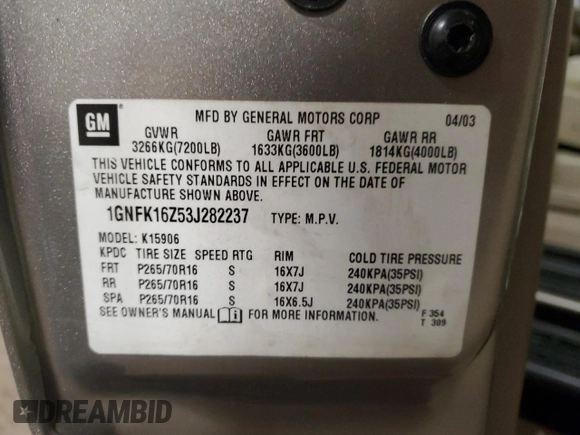 GM
MFD BY GENERAL MOTORS CORP 04/03
GVWR GAWR FRT GAWR RR
3266KG(7200LB) 1633KG(3600LB) 1814KG(4000LB)
THIS VEHICLE CONFORMS TO ALL APPLICABLE U.S. FEDERAL MOTOR
VEHICLE SAFETY STANDARDS IN EFFECT ON THE DATE OF
MANUFACTURE SHOWN ABOVE.
1GNFK16Z53J282237 TYPE: M.P.V.
MODEL: K15906
KPDC TIRE SIZE SPEED RTG RIM COLD TIRE PRESSURE
FRT P265/70R16 S 16X7J 240KPA(35PSI)
RR P265/70R16 S 16X7J 240KPA(35PSI)
SPA P265/70R16 S 16X6.5J 240KPA(35PSI)
SEE OWNER'S MANUAL FOR MORE INFORMATION.
F 354
T 309
DREAMBID